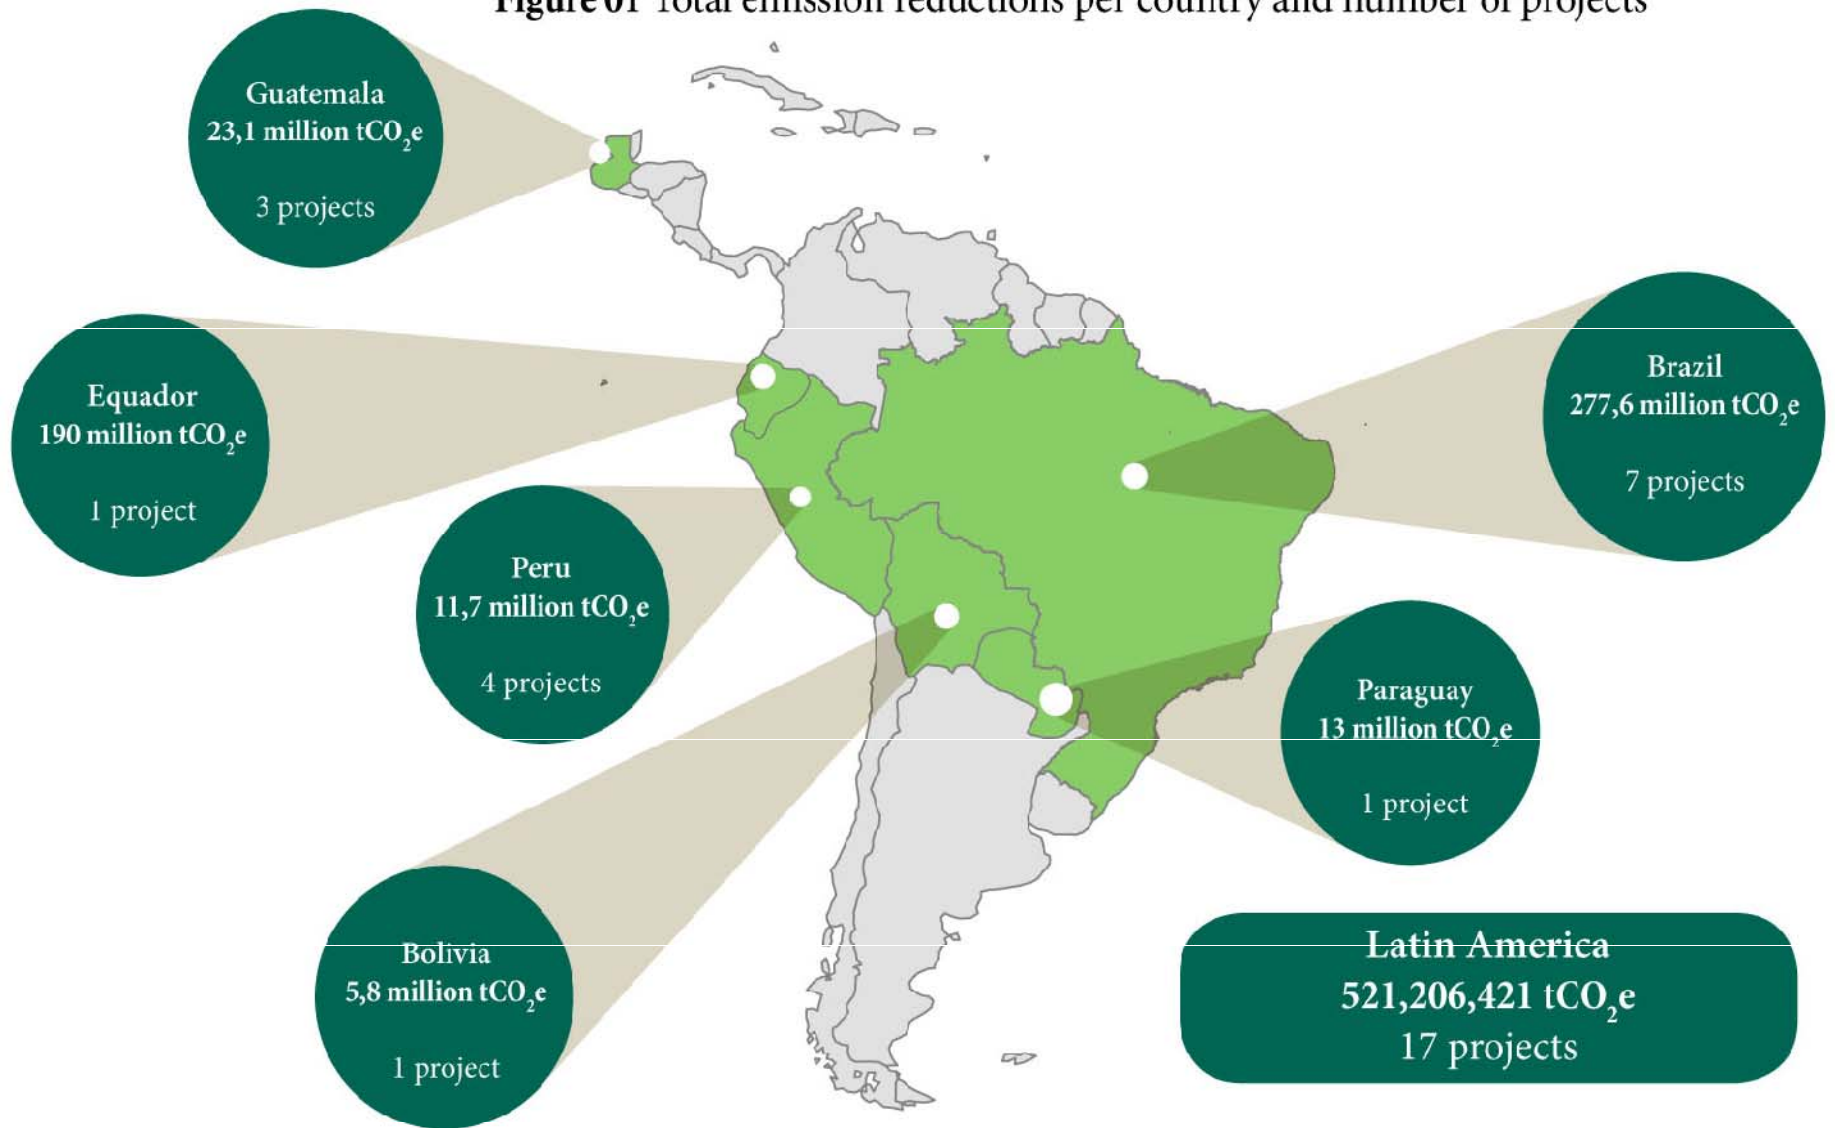 Figure 01 Total emission reductions per country and number of projects
Guatemala
23,1 million tCO₂e
3 projects
Equador
190 million tCO₂e
1 project
Brazil
277,6 million tCO₂e
7 projects
Peru
11,7 million tCO₂e
4 projects
Paraguay
13 million tCO₂e
1 project
Bolivia
5,8 million tCO₂e
1 project
Latin America
521,206,421 tCO₂e
17 projects